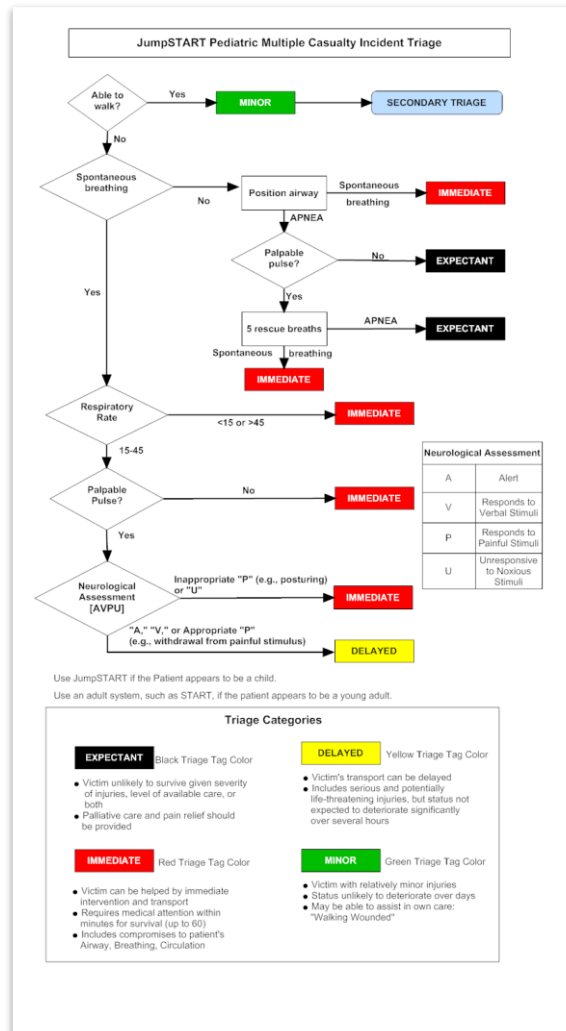 JumpSTART Pediatric Multiple Casualty Incident Triage
Able to
walk?
Yes
MINOR
SECONDARY TRIAGE
No
Spontaneous
breathing
No
Position airway
Spontaneous
breathing
IMMEDIATE
APNEA
Palpable
pulse?
No
EXPECTANT
Yes
Yes
5 rescue breaths
APNEA
EXPECTANT
Spontaneous breathing
IMMEDIATE
Respiratory
Rate
<15 or >45
IMMEDIATE
15-45
Palpable
Pulse?
No
IMMEDIATE
Yes
Neurological Assessment
A Alert
V Responds to
Verbal Stimuli
P Responds to
Painful Stimuli
U Unresponsive
to Noxious
Stimuli
Neurological
Assessment
[AVPU]
Inappropriate "P" (e.g., posturing)
or "U"
IMMEDIATE
"A," "V," or Appropriate "P"
(e.g., withdrawal from painful stimulus)
DELAYED
Use JumpSTART if the Patient appears to be a child.
Use an adult system, such as START, if the patient appears to be a young adult.
Triage Categories
EXPECTANT Black Triage Tag Color
● Victim unlikely to survive given severity
of injuries, level of available care, or
both
● Palliative care and pain relief should
be provided
DELAYED Yellow Triage Tag Color
● Victim's transport can be delayed
● Includes serious and potentially
life-threatening injuries, but status not
expected to deteriorate significantly
over several hours
IMMEDIATE Red Triage Tag Color
● Victim can be helped by immediate
intervention and transport
● Requires medical attention within
minutes for survival (up to 60)
● Includes compromises to patient's
Airway, Breathing, Circulation
MINOR Green Triage Tag Color
● Victim with relatively minor injuries
● Status unlikely to deteriorate over days
● May be able to assist in own care:
"Walking Wounded"